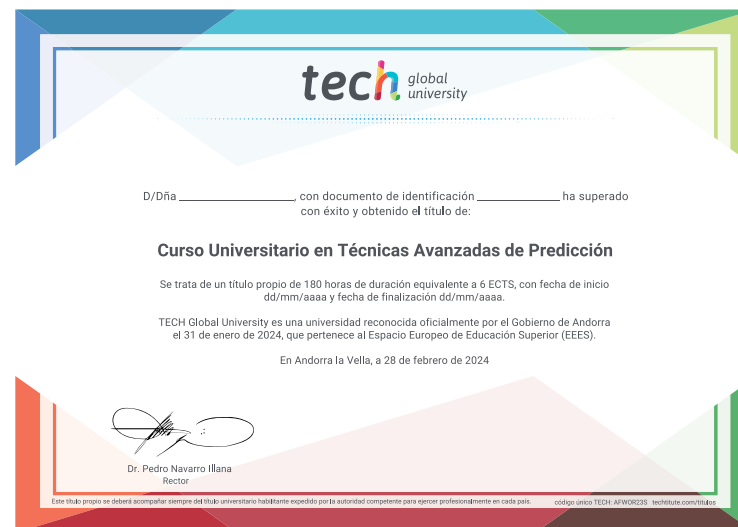 tech global university
D/Dña ____________, con documento de identificación ____________ ha superado
con éxito y obtenido el título de:
Curso Universitario en Técnicas Avanzadas de Predicción
Se trata de un título propio de 180 horas de duración equivalente a 6 ECTS, con fecha de inicio
dd/mm/aaaa y fecha de finalización dd/mm/aaaa.
TECH Global University es una universidad reconocida oficialmente por el Gobierno de Andorra
el 31 de enero de 2024, que pertenece al Espacio Europeo de Educación Superior (EEES).
En Andorra la Vella, a 28 de febrero de 2024
Dr. Pedro Navarro Illana
Rector
Este título propio se deberá acompañar siempre del título universitario habilitante expedido por la autoridad competente para ejercer profesionalmente en cada país. código único TECH: AFWOR23S techtitute.com/títulos